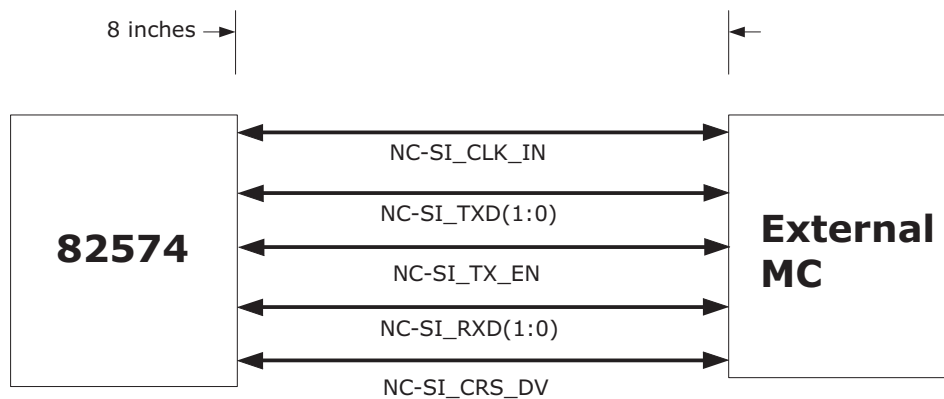 8 inches
NC-SI_CLK_IN
NC-SI_TXD(1:0)
82574
External
MC
NC-SI_TX_EN
NC-SI_RXD(1:0)
NC-SI_CRS_DV